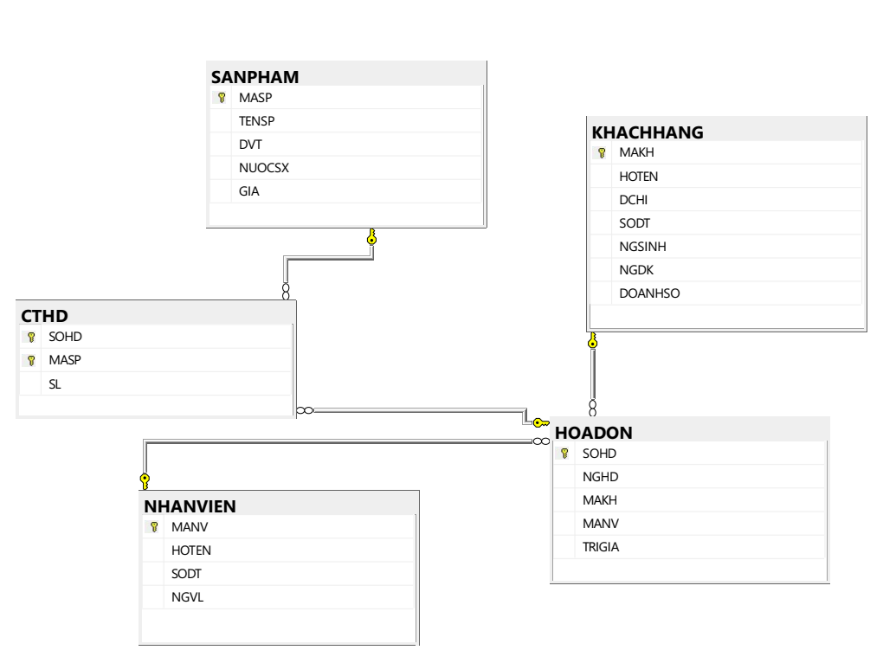 SANPHAM
MASP
TENSP
DVT
NUOCSX
GIA
KHACHHANG
MAKH
HOTEN
DCHI
SODT
NGSINH
NGDK
DOANHSO
CTHD
SOHD
MASP
SL
HOADON
SOHD
NGHD
MAKH
MANV
TRIGIA
NHANVIEN
MANV
HOTEN
SODT
NGVL